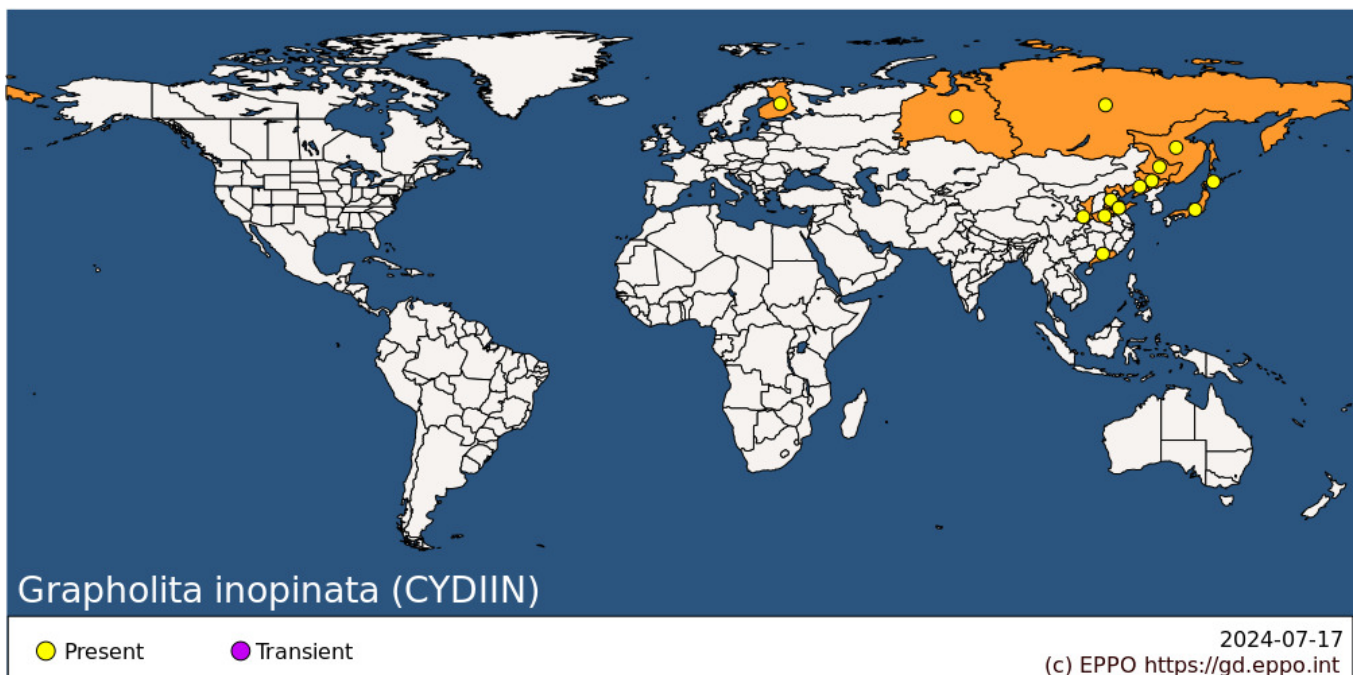 Grapholita inopinata (CYDIIN)
Present
Transient
2024-07-17
(c) EPPO https://gd.eppo.int